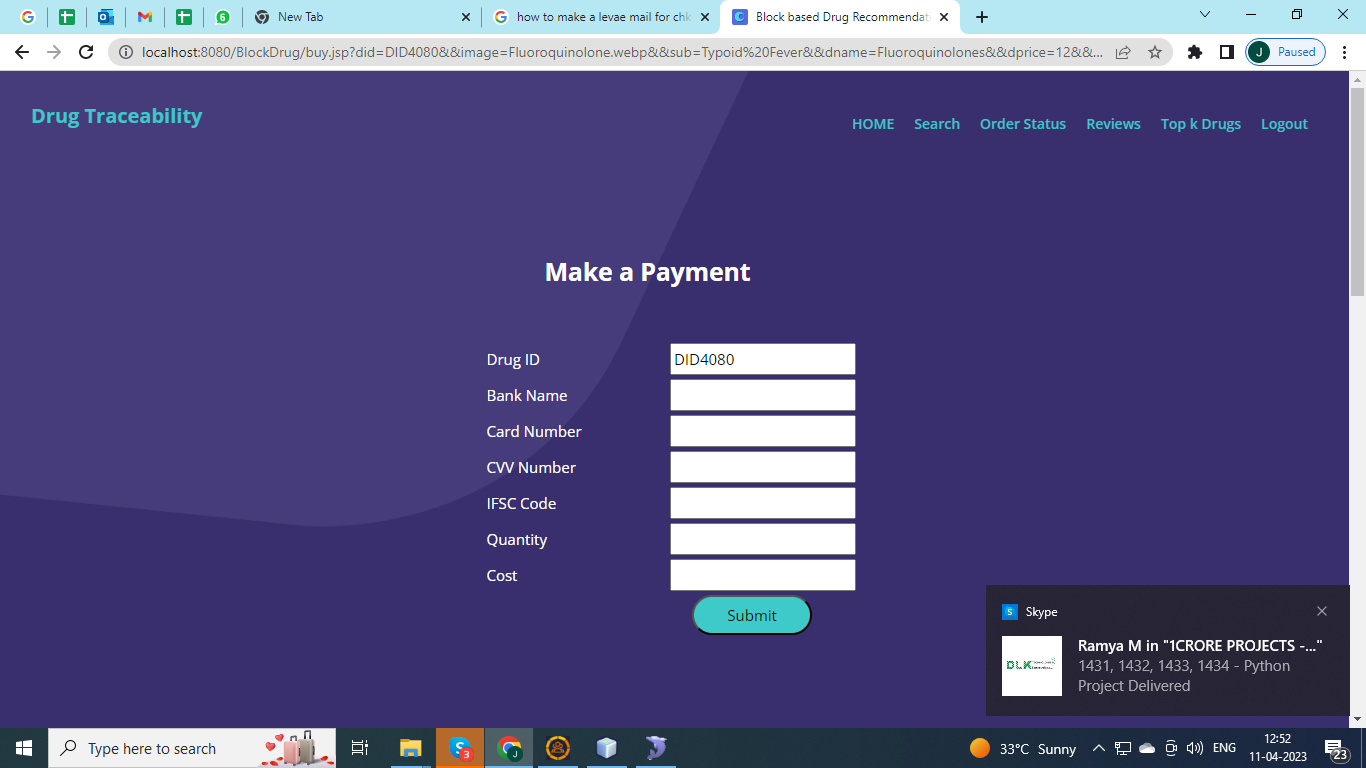 6
New Tab
how to make a levae mail for chk
Block based Drug Recommendat
localhost:8080/BlockDrug/buy.jsp?did=DID4080&&image=Fluoroquinolone.webp&&sub=Typoid%20Fever&&dname=Fluoroquinolones&&dprice=12&&...
J Paused
Drug Traceability
HOME Search Order Status Reviews Top k Drugs Logout
Make a Payment
Drug ID DID4080
Bank Name
Card Number
CVV Number
IFSC Code
Quantity
Cost
Submit
Skype
Ramya M in "1CRORE PROJECTS -..."
DLK
1431, 1432, 1433, 1434 - Python
Project Delivered
Type here to search
3
J
33°C Sunny
ENG
12:52
11-04-2023
23